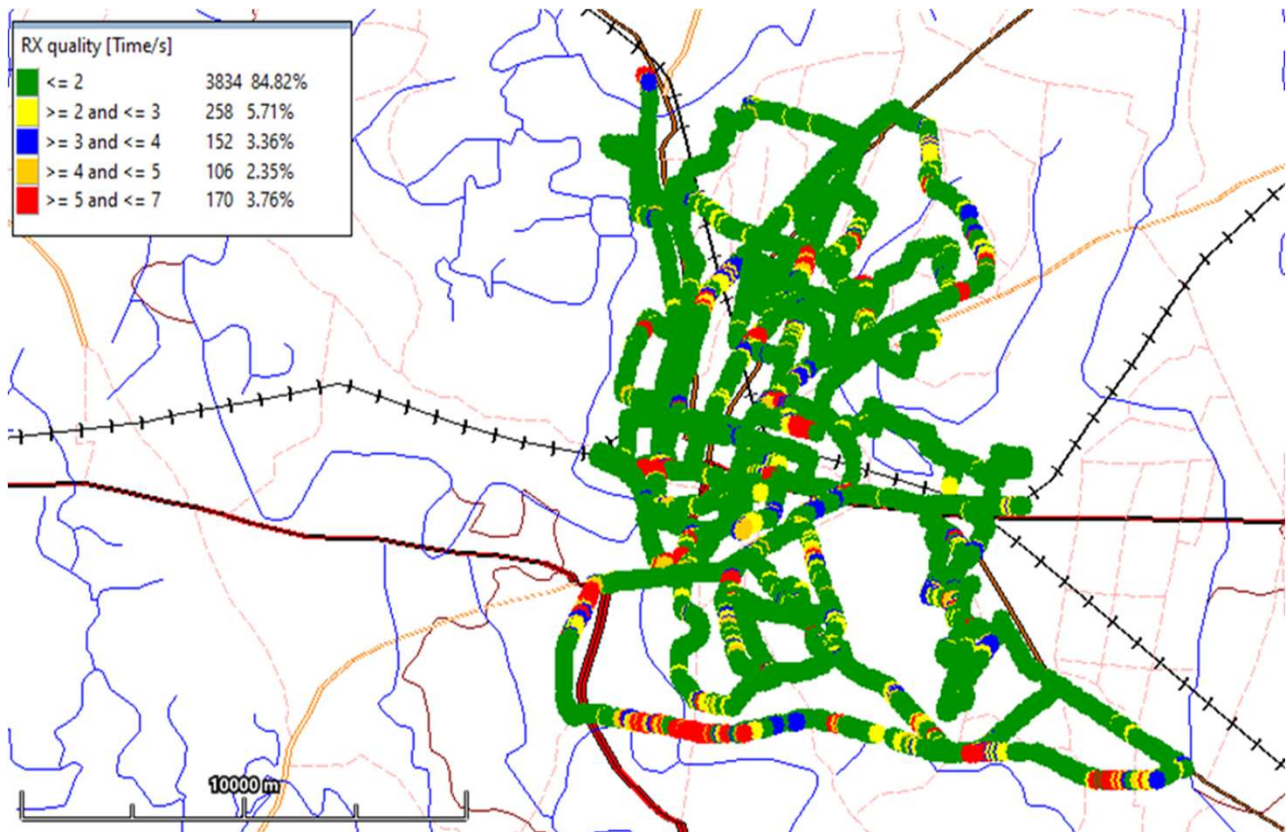 RX quality [Time/s]
<= 2 3834 84.82%
>= 2 and <= 3 258 5.71%
>= 3 and <= 4 152 3.36%
>= 4 and <= 5 106 2.35%
>= 5 and <= 7 170 3.76%
10000 m